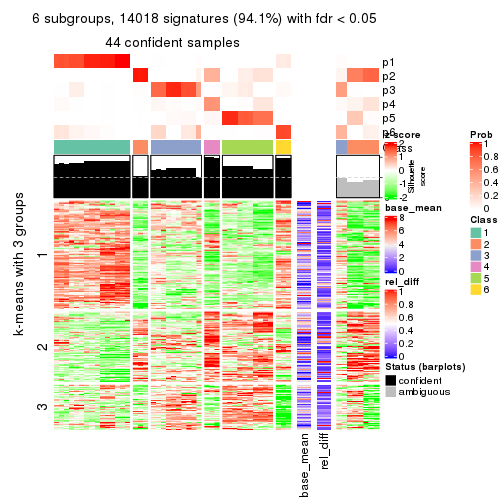 6 subgroups, 14018 signatures (94.1%) with fdr < 0.05
44 confident samples
p1
p2
p3
p4
p5
p6
Class
Silhouette
score
k-means with 3 groups
1
2
3
base_mean
rel_diff
z-score
2
1
0
-1
-2
base_mean
8
6
4
2
0
rel_diff
1
0.8
0.6
0.4
0.2
0
Status (barplots)
confident
ambiguous
Prob
1
0.8
0.6
0.4
0.2
0
Class
1
2
3
4
5
6